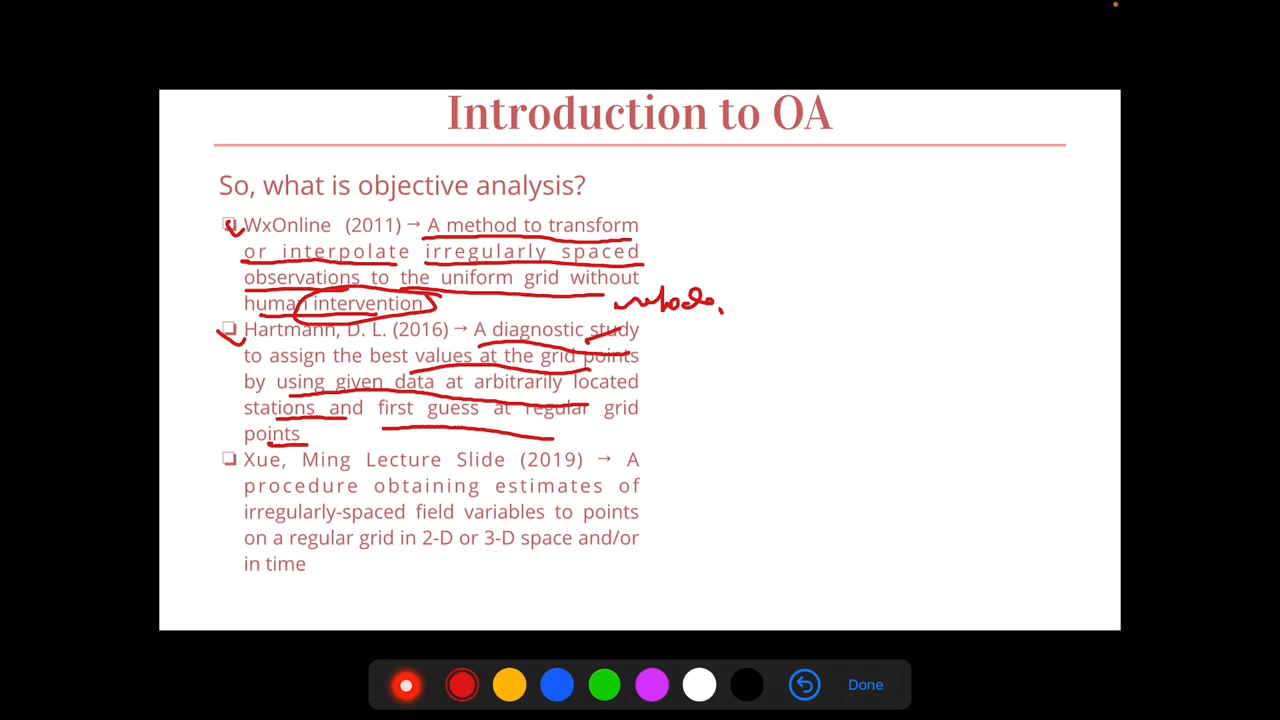 Introduction to OA
So, what is objective analysis?
WxOnline (2011) → A method to transform
or interpolate irregularly spaced
observations to the uniform grid without
human intervention
Hartmann, D. L. (2016) → A diagnostic study
to assign the best values at the grid points
by using given data at arbitrarily located
stations and first guess at regular grid
points
Xue, Ming Lecture Slide (2019) → A
procedure obtaining estimates of
irregularly-spaced field variables to points
on a regular grid in 2-D or 3-D space and/or
in time
Done